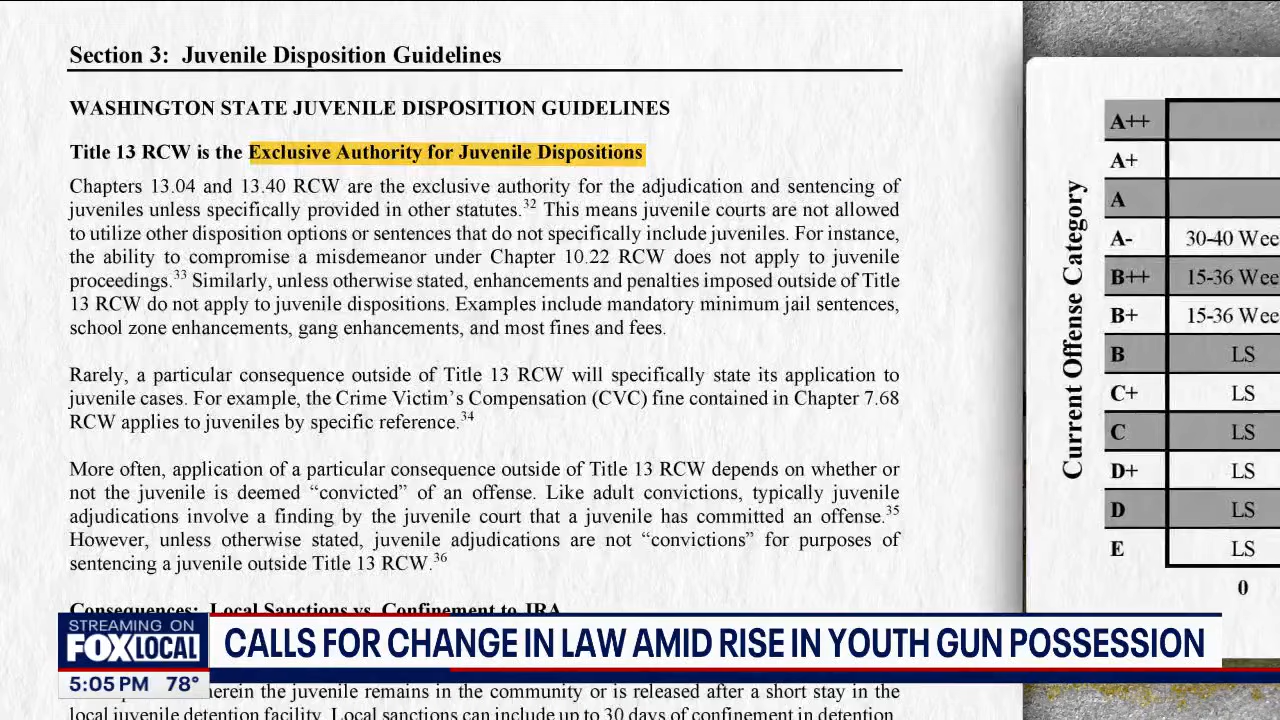 Section 3: Juvenile Disposition Guidelines
WASHINGTON STATE JUVENILE DISPOSITION GUIDELINES
Title 13 RCW is the Exclusive Authority for Juvenile Dispositions
Chapters 13.04 and 13.40 RCW are the exclusive authority for the adjudication and sentencing of
juveniles unless specifically provided in other statutes.32 This means juvenile courts are not allowed
to utilize other disposition options or sentences that do not specifically include juveniles. For instance,
the ability to compromise a misdemeanor under Chapter 10.22 RCW does not apply to juvenile
proceedings.33 Similarly, unless otherwise stated, enhancements and penalties imposed outside of Title
13 RCW do not apply to juvenile dispositions. Examples include mandatory minimum jail sentences,
school zone enhancements, gang enhancements, and most fines and fees.
Rarely, a particular consequence outside of Title 13 RCW will specifically state its application to
juvenile cases. For example, the Crime Victim's Compensation (CVC) fine contained in Chapter 7.68
RCW applies to juveniles by specific reference.34
More often, application of a particular consequence outside of Title 13 RCW depends on whether or
not the juvenile is deemed “convicted” of an offense. Like adult convictions, typically juvenile
adjudications involve a finding by the juvenile court that a juvenile has committed an offense.35
However, unless otherwise stated, juvenile adjudications are not “convictions” for purposes of
sentencing a juvenile outside Title 13 RCW.36
Consequences: Local Sanctions vs. Confinement to JRA
herein the juvenile remains in the community or is released after a short stay in the
local juvenile detention facility. Local sanctions can include up to 30 days of confinement in detention,
Current Offense Category
A++
A+
A
A- 30-40 Wee
B++ 15-36 Wee
B+ 15-36 Wee
B LS
C+ LS
C LS
D+ LS
D LS
E LS
0
STREAMING ON
FOX LOCAL
CALLS FOR CHANGE IN LAW AMID RISE IN YOUTH GUN POSSESSION
5:05 PM 78°